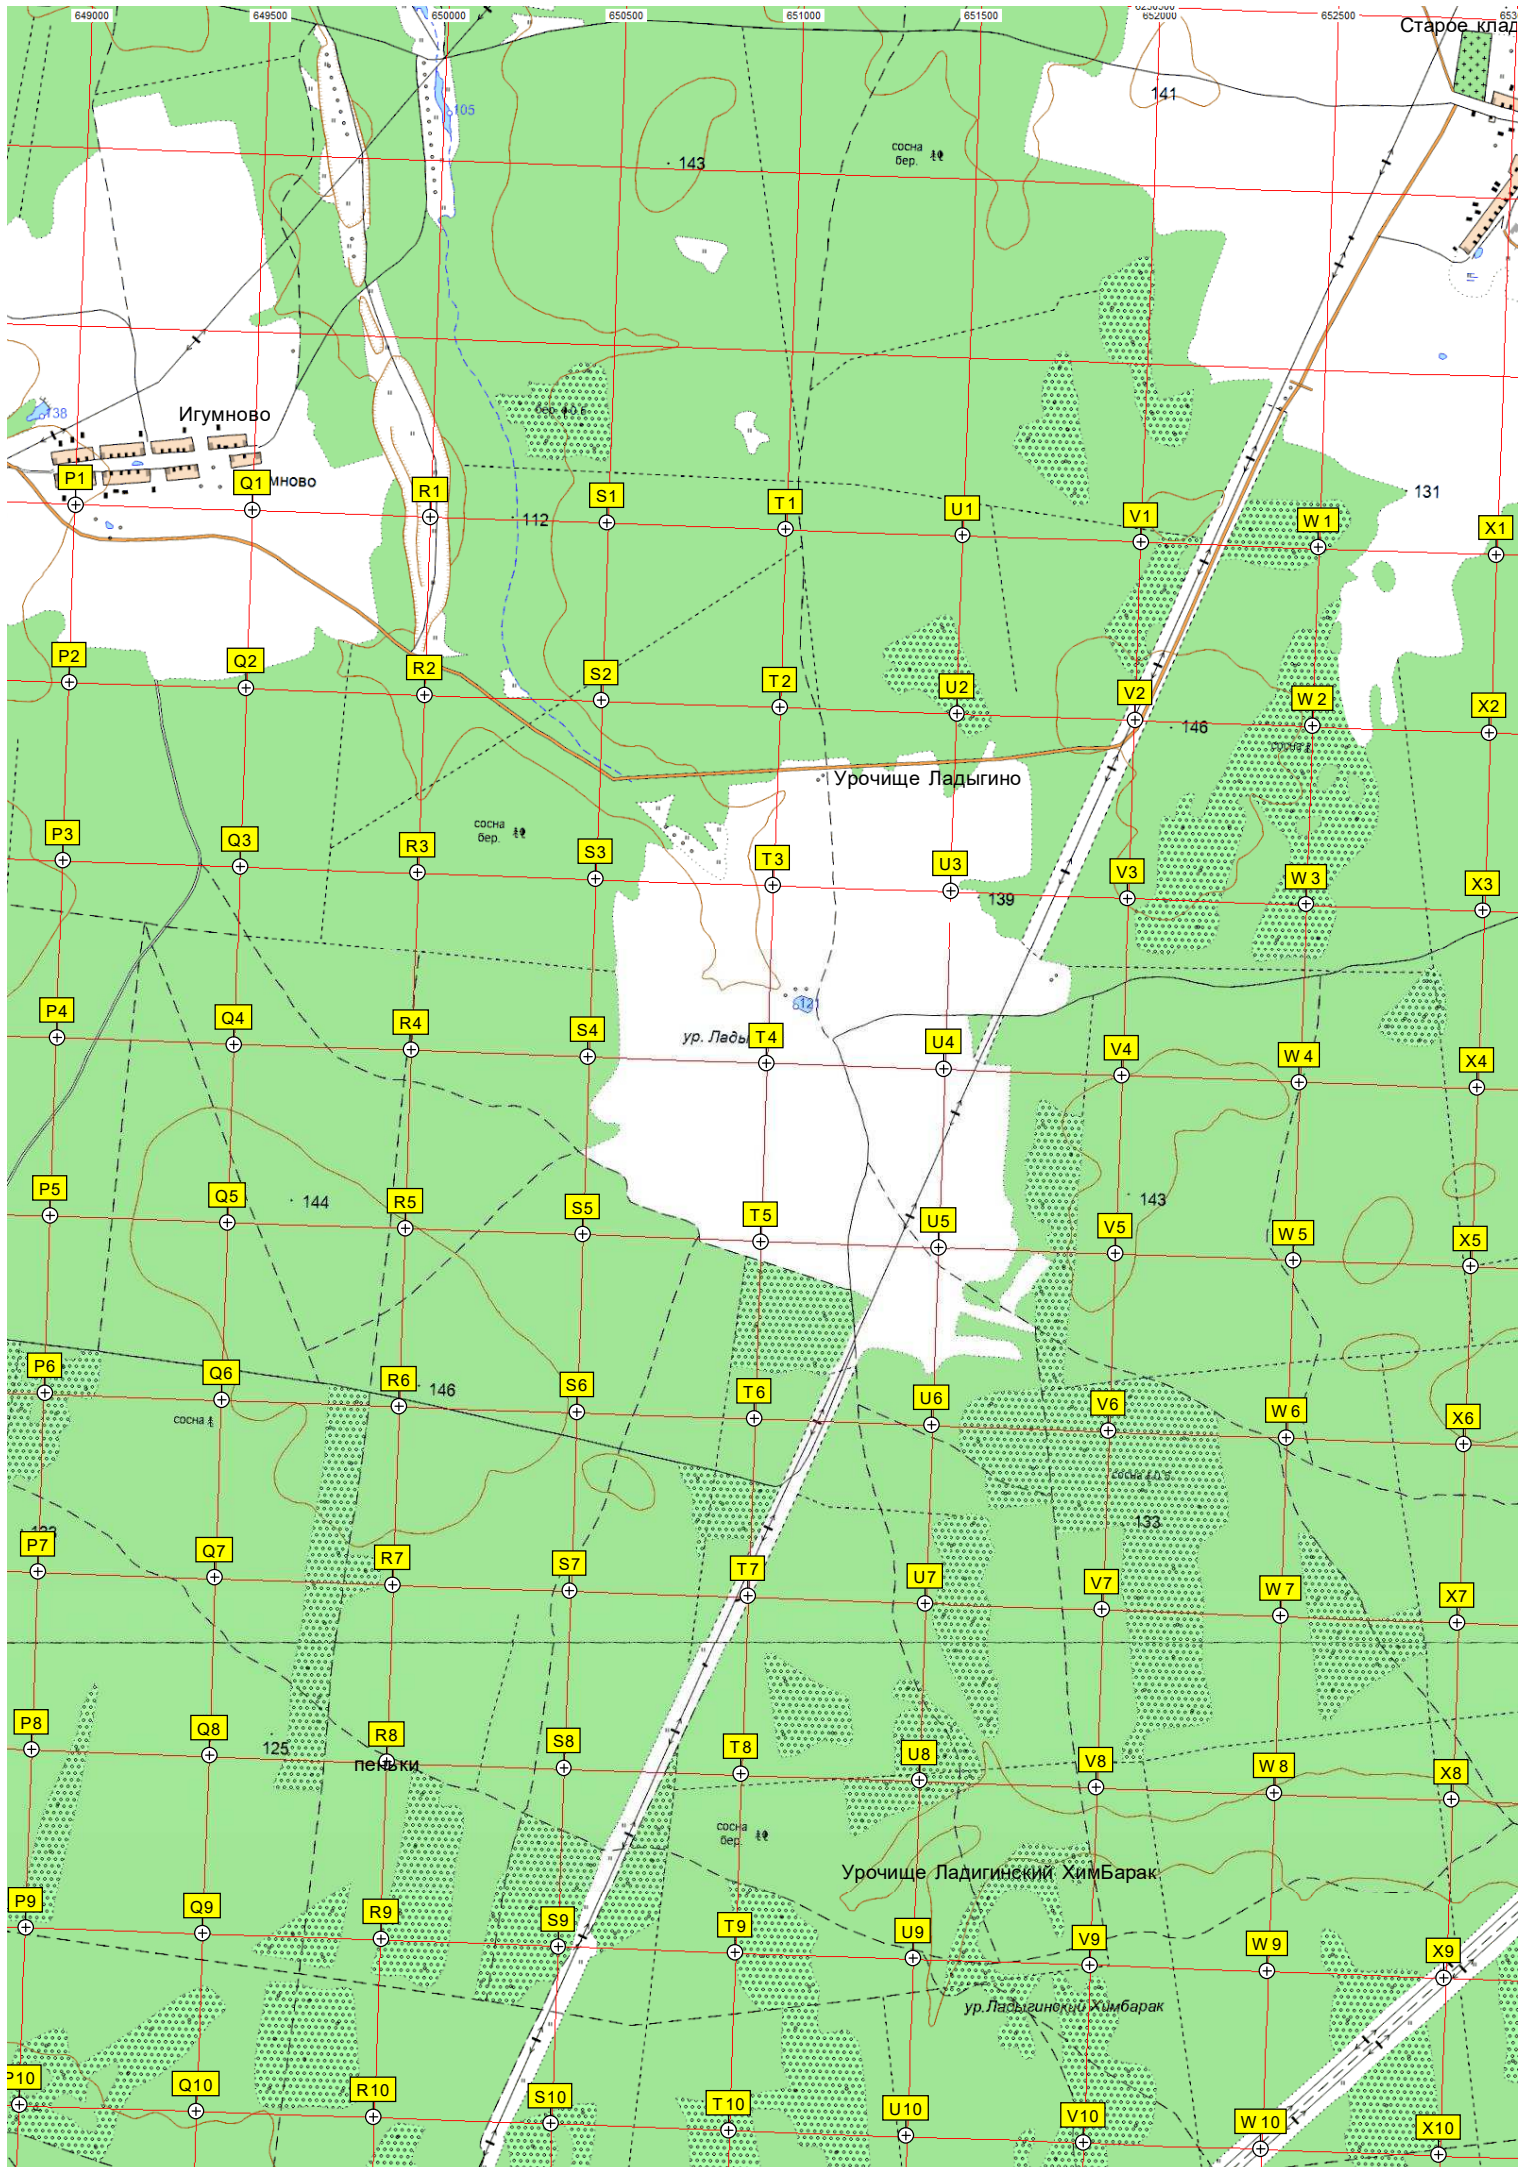 649000 649500 650000 650500 651000 651500 652000 652500
Старое клад
105
141
143
сосна
бер.
138
Игумново
бер.
P1 Q1 мново R1 S1 T1 U1 V1 W1 X1
112
131
P2 Q2 R2 S2 T2 U2 V2 W2 X2
146
сосна
Урочище Ладыгино
сосна
бер.
P3 Q3 R3 S3 T3 U3 V3 W3 X3
139
121
P4 Q4 R4 S4 ур. Лады T4 U4 V4 W4 X4
144
143
P5 Q5 R5 S5 T5 U5 V5 W5 X5
P6 Q6 R6 S6 T6 U6 V6 W6 X6
146
сосна
сосна
133
P7 Q7 R7 S7 T7 U7 V7 W7 X7
P8 Q8 R8 S8 T8 U8 V8 W8 X8
125
пеньки
сосна
бер.
Урочище Ладигинский ХимБарак
P9 Q9 R9 S9 T9 U9 V9 W9 X9
ур.Ладыгинский Химбарак
P10 Q10 R10 S10 T10 U10 V10 W10 X10